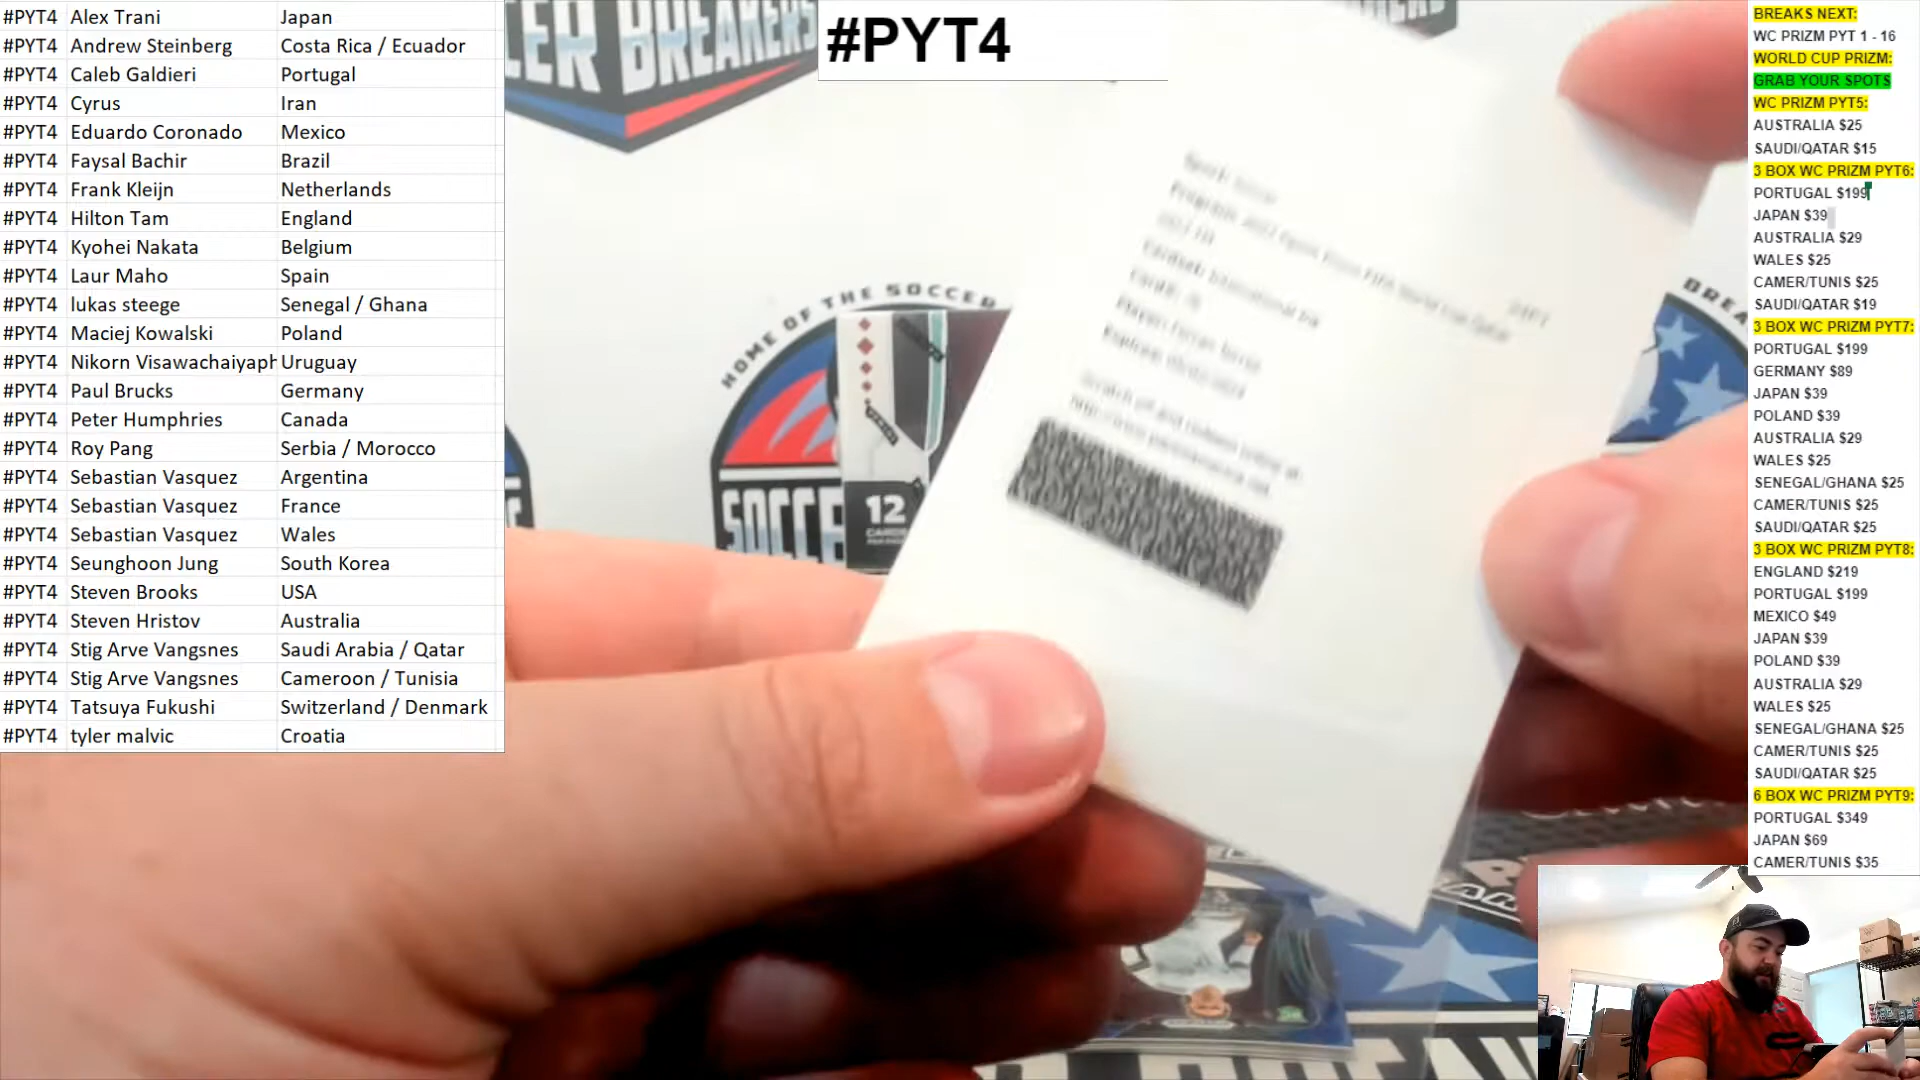 #PYT4 Alex Trani Japan
#PYT4 Andrew Steinberg Costa Rica / Ecuador
#PYT4 Caleb Galdieri Portugal
#PYT4 Cyrus Iran
#PYT4 Eduardo Coronado Mexico
#PYT4 Faysal Bachir Brazil
#PYT4 Frank Kleijn Netherlands
#PYT4 Hilton Tam England
#PYT4 Kyohei Nakata Belgium
#PYT4 Laur Maho Spain
#PYT4 lukas steege Senegal / Ghana
#PYT4 Maciej Kowalski Poland
#PYT4 Nikorn Visawachaiyaph Uruguay
#PYT4 Paul Brucks Germany
#PYT4 Peter Humphries Canada
#PYT4 Roy Pang Serbia / Morocco
#PYT4 Sebastian Vasquez Argentina
#PYT4 Sebastian Vasquez France
#PYT4 Sebastian Vasquez Wales
#PYT4 Seunghoon Jung South Korea
#PYT4 Steven Brooks USA
#PYT4 Steven Hristov Australia
#PYT4 Stig Arve Vangsnes Saudi Arabia / Qatar
#PYT4 Stig Arve Vangsnes Cameroon / Tunisia
#PYT4 Tatsuya Fukushi Switzerland / Denmark
#PYT4 tyler malvic Croatia
#PYT4
BREAKERS
HOME OF THE SOCCER
SOCC
12
Scratch off and redeem online at
BREAKS NEXT:
WC PRIZM PYT 1 - 16
WORLD CUP PRIZM:
GRAB YOUR SPOTS
WC PRIZM PYT5:
AUSTRALIA $25
SAUDI/QATAR $15
3 BOX WC PRIZM PYT6:
PORTUGAL $199
JAPAN $39
AUSTRALIA $29
WALES $25
CAMER/TUNIS $25
SAUDI/QATAR $19
3 BOX WC PRIZM PYT7:
PORTUGAL $199
GERMANY $89
JAPAN $39
POLAND $39
AUSTRALIA $29
WALES $25
SENEGAL/GHANA $25
CAMER/TUNIS $25
SAUDI/QATAR $25
3 BOX WC PRIZM PYT8:
ENGLAND $219
PORTUGAL $199
MEXICO $49
JAPAN $39
POLAND $39
AUSTRALIA $29
WALES $25
SENEGAL/GHANA $25
CAMER/TUNIS $25
SAUDI/QATAR $25
6 BOX WC PRIZM PYT9:
PORTUGAL $349
JAPAN $69
CAMER/TUNIS $35